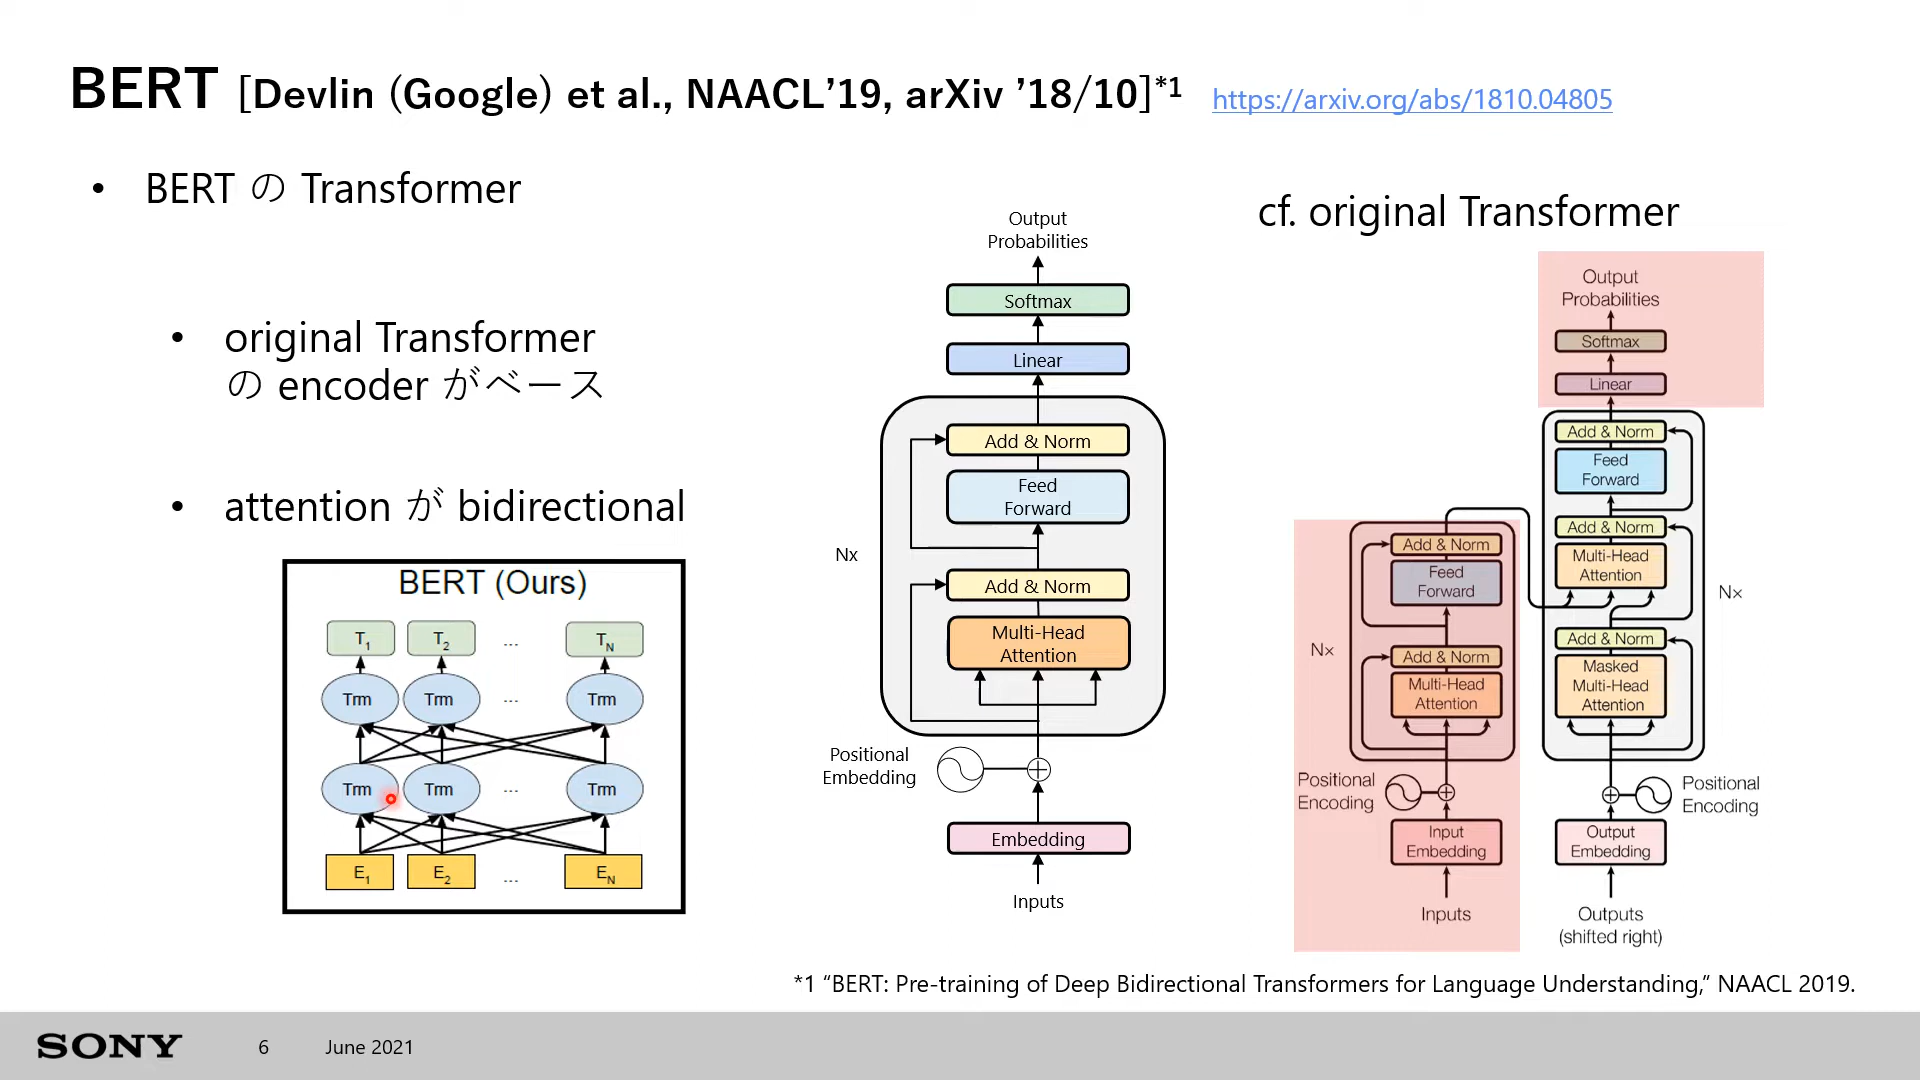 BERT [Devlin (Google) et al., NAACL’19, arXiv ’18/10]*1 https://arxiv.org/abs/1810.04805
• BERT の Transformer
• original Transformer
の encoder がベース
• attention が bidirectional
BERT (Ours)
T1 T2 ... TN
Trm Trm ... Trm
Trm Trm ... Trm
E1 E2 ... EN
Output
Probabilities
Softmax
Linear
Add & Norm
Feed
Forward
Nx
Add & Norm
Multi-Head
Attention
Positional
Embedding
Embedding
Inputs
cf. original Transformer
Output
Probabilities
Softmax
Linear
Add & Norm
Feed
Forward
Add & Norm
Multi-Head
Attention
N×
Add & Norm
Masked
Multi-Head
Attention
Positional
Encoding
Output
Embedding
Outputs
(shifted right)
Add & Norm
Feed
Forward
N×
Add & Norm
Multi-Head
Attention
Positional
Encoding
Input
Embedding
Inputs
*1 “BERT: Pre-training of Deep Bidirectional Transformers for Language Understanding,” NAACL 2019.
SONY 6 June 2021